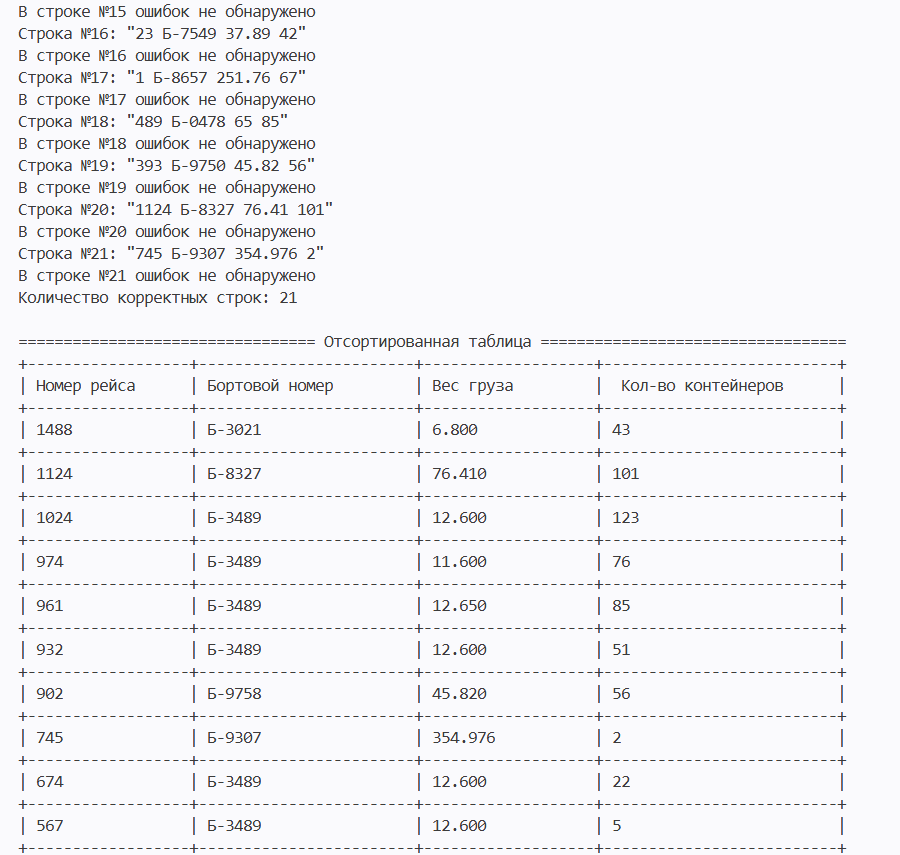 В строке №15 ошибок не обнаружено
Строка №16: "23 Б-7549 37.89 42"
В строке №16 ошибок не обнаружено
Строка №17: "1 Б-8657 251.76 67"
В строке №17 ошибок не обнаружено
Строка №18: "489 Б-0478 65 85"
В строке №18 ошибок не обнаружено
Строка №19: "393 Б-9750 45.82 56"
В строке №19 ошибок не обнаружено
Строка №20: "1124 Б-8327 76.41 101"
В строке №20 ошибок не обнаружено
Строка №21: "745 Б-9307 354.976 2"
В строке №21 ошибок не обнаружено
Количество корректных строк: 21
================================= Отсортированная таблица ==================================
| Номер рейса | Бортовой номер | Вес груза | Кол-во контейнеров |
| 1488 | Б-3021 | 6.800 | 43 |
| 1124 | Б-8327 | 76.410 | 101 |
| 1024 | Б-3489 | 12.600 | 123 |
| 974 | Б-3489 | 11.600 | 76 |
| 961 | Б-3489 | 12.650 | 85 |
| 932 | Б-3489 | 12.600 | 51 |
| 902 | Б-9758 | 45.820 | 56 |
| 745 | Б-9307 | 354.976 | 2 |
| 674 | Б-3489 | 12.600 | 22 |
| 567 | Б-3489 | 12.600 | 5 |